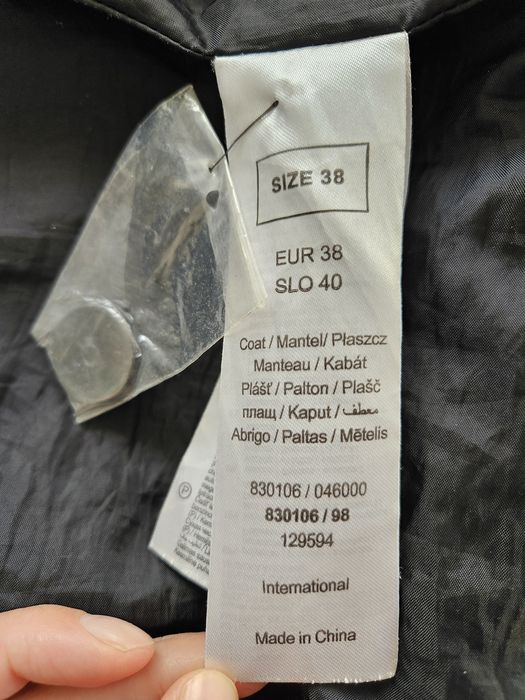 SIZE 38
EUR 38
SLO 40
Coat / Mantel/ Płaszcz
Manteau / Kabát
Plášť / Palton / Plašč
плащ / Kaput / معطف
Abrigo / Paltas / Mētelis
830106 / 046000
830106 / 98
129594
International
Made in China
P